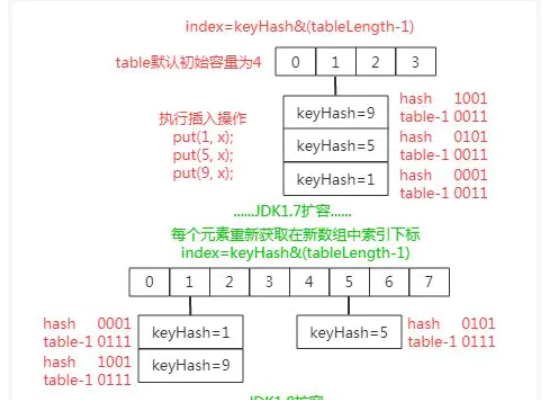 index=keyHash&(tableLength-1)
table默认初始容量为4
0 1 2 3
执行插入操作
put(1, x);
put(5, x);
put(9, x);
keyHash=9
hash 1001
table-1 0011
keyHash=5
hash 0101
table-1 0011
keyHash=1
hash 0001
table-1 0011
......JDK1.7扩容......
每个元素重新获取在新数组中索引下标
index=keyHash&(tableLength-1)
0 1 2 3 4 5 6 7
hash 0001
table-1 0111
keyHash=1
hash 1001
table-1 0111
keyHash=9
keyHash=5
hash 0101
table-1 0111